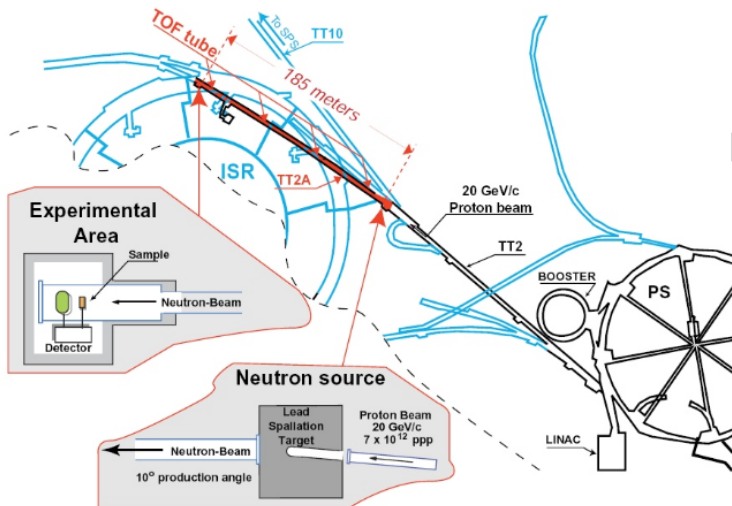 To SPS
TT10
TOF tube
185 meters
ISR
TT2A
20 GeV/c
Proton beam
TT2
BOOSTER
PS
LINAC
Experimental
Area
Sample
Neutron-Beam
Detector
Neutron source
Lead
Spallation
Target
Proton Beam
20 GeV/c
7 x 10¹² ppp
Neutron-Beam
10° production angle